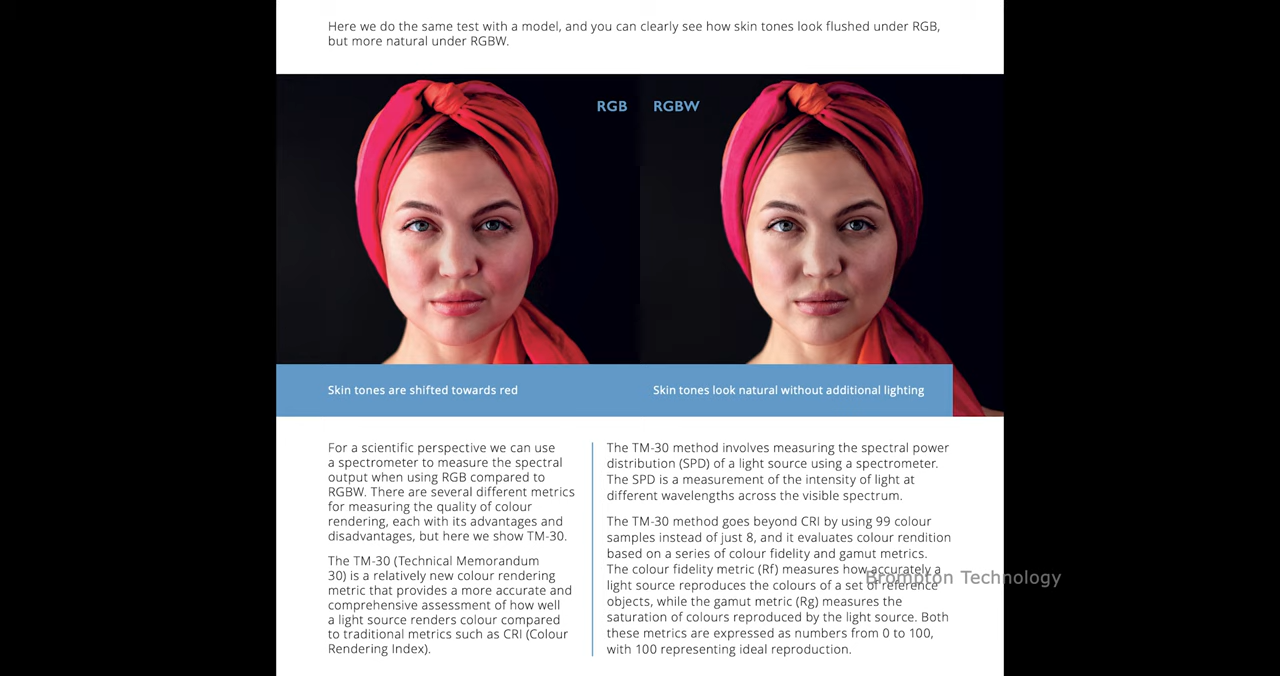 Here we do the same test with a model, and you can clearly see how skin tones look flushed under RGB,
but more natural under RGBW.
RGB
RGBW
Skin tones are shifted towards red
Skin tones look natural without additional lighting
For a scientific perspective we can use
a spectrometer to measure the spectral
output when using RGB compared to
RGBW. There are several different metrics
for measuring the quality of colour
rendering, each with its advantages and
disadvantages, but here we show TM-30.
The TM-30 (Technical Memorandum
30) is a relatively new colour rendering
metric that provides a more accurate and
comprehensive assessment of how well
a light source renders colour compared
to traditional metrics such as CRI (Colour
Rendering Index).
The TM-30 method involves measuring the spectral power
distribution (SPD) of a light source using a spectrometer.
The SPD is a measurement of the intensity of light at
different wavelengths across the visible spectrum.
The TM-30 method goes beyond CRI by using 99 colour
samples instead of just 8, and it evaluates colour rendition
based on a series of colour fidelity and gamut metrics.
The colour fidelity metric (Rf) measures how accurately a
light source reproduces the colours of a set of reference
objects, while the gamut metric (Rg) measures the
saturation of colours reproduced by the light source. Both
these metrics are expressed as numbers from 0 to 100,
with 100 representing ideal reproduction.
Brompton Technology